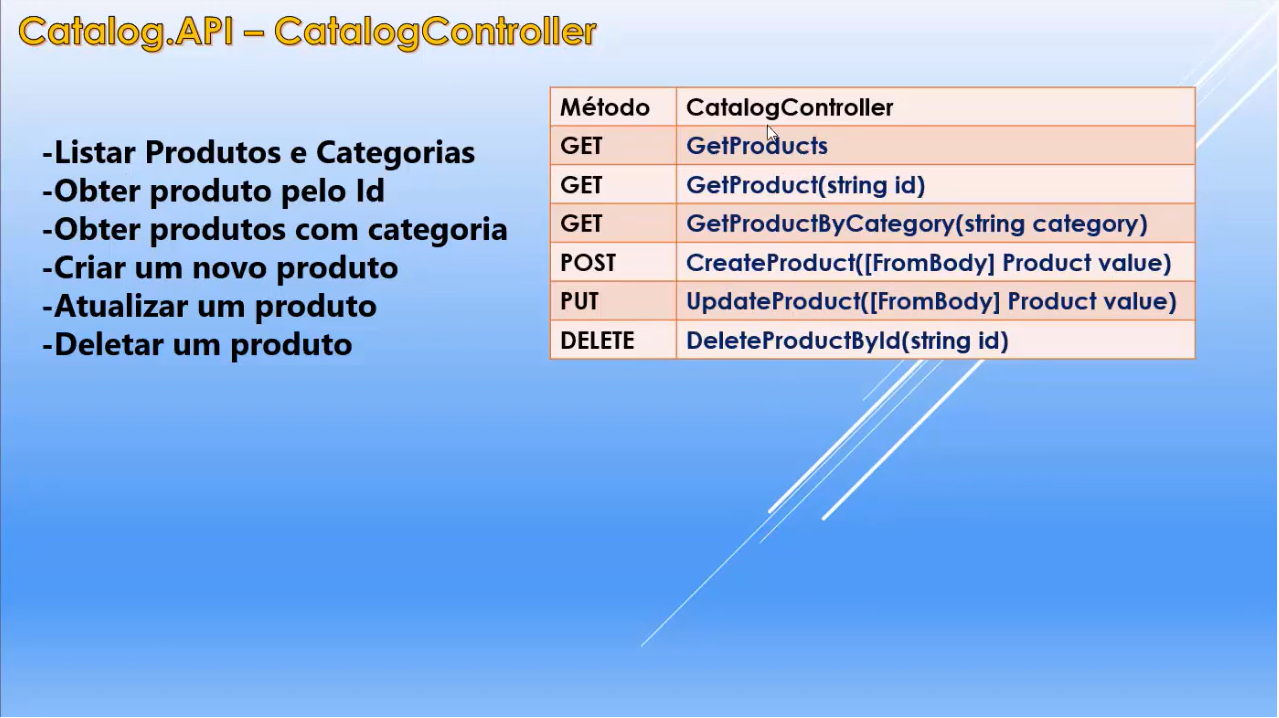 Catalog.API – CatalogController
-Listar Produtos e Categorias
-Obter produto pelo Id
-Obter produtos com categoria
-Criar um novo produto
-Atualizar um produto
-Deletar um produto
Método CatalogController
GET GetProducts
GET GetProduct(string id)
GET GetProductByCategory(string category)
POST CreateProduct([FromBody] Product value)
PUT UpdateProduct([FromBody] Product value)
DELETE DeleteProductById(string id)